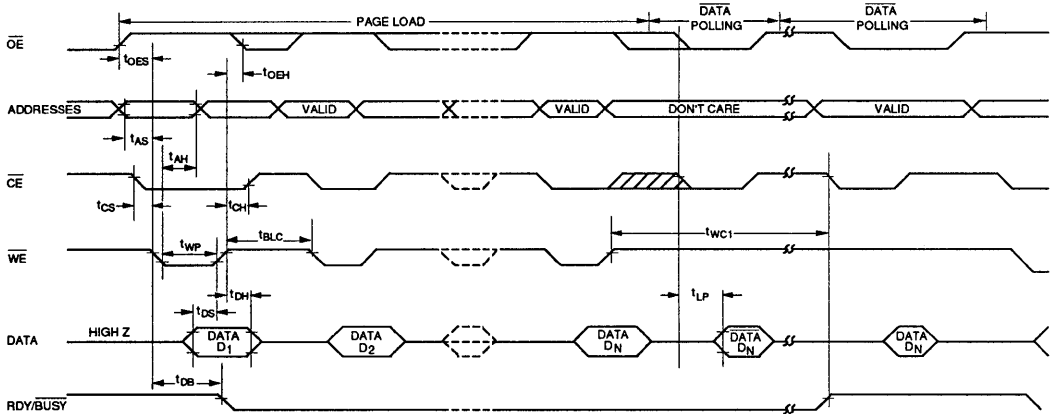 PAGE LOAD
DATA
POLLING
DATA
POLLING
OE
tOES
tOEH
ADDRESSES
VALID
VALID
DON'T CARE
VALID
tAS
tAH
CE
tCS
tCH
tWP
tBLC
tWC1
WE
tDS
tDH
tLP
DATA
HIGH Z
DATA
D1
DATA
D2
DATA
DN
DATA
DN
DATA
DN
tDB
RDY/BUSY